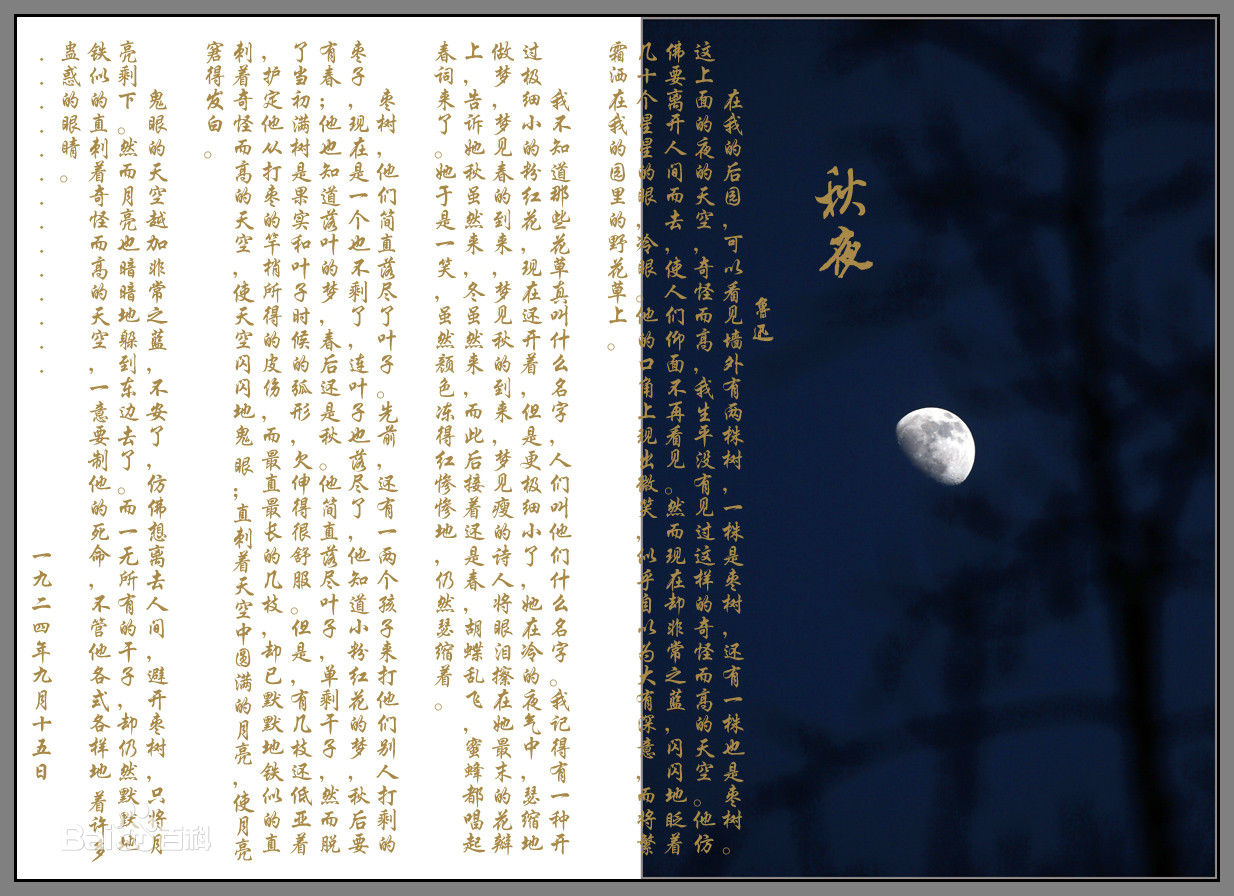 秋夜
鲁迅
在我的后园,可以看见墙外有两株树,一株是枣树,还有一株也是枣树。
这上面的夜的天空,奇怪而高,我生平没有见过这样的奇怪而高的天空。他仿
佛要离开人间而去,使人们仰面不再看见。然而现在却非常之蓝,闪闪地眨着
几十个星星的眼,冷眼。他的口角上现出微笑,似乎自以为大有深意,而将繁
霜洒在我的园里的野花草上。
我不知道那些花草真叫什么名字,人们叫他们什么名字。我记得有一种开
过极细小的粉红花,现在还开着,但是更极细小了,她在冷的夜气中,瑟缩地
做梦,梦见春的到来,梦见秋的到来,梦见瘦的诗人将眼泪擦在她最末的花瓣
上,告诉她秋虽然来,冬虽然来,而此后接着还是春,胡蝶乱飞,蜜蜂都唱起
春词来了。她于是一笑,虽然颜色冻得红惨惨地,仍然瑟缩着。
枣树,他们简直落尽了叶子。先前,还有一两个孩子来打他们别人打剩的
枣子,现在是一个也不剩了,连叶子也落尽了,他知道小粉红花的梦,秋后要
有春;他也知道落叶的梦,春后还是秋。他简直落尽叶子,单剩干子,然而脱
了当初满树是果实和叶子时候的弧形,欠伸得很舒服。但是,有几枝还低亚着
,护定他从打枣的竿梢所得的皮伤,而最直最长的几枝,却已默默地铁似的直
刺着奇怪而高的天空,使天空闪闪地鬼眼;直刺着天空中圆满的月亮,使月亮
窘得发白。
鬼眼的天空越加非常之蓝,不安了,仿佛想离去人间,避开枣树,只将月
亮剩下。然而月亮也暗暗地躲到东边去了。而一无所有的干子,却仍然默默地
铁似的直刺着奇怪而高的天空,一意要制他的死命,不管他各式各样地着许多
蛊惑的眼睛。
..............一九二四年九月十五日
Bai百科